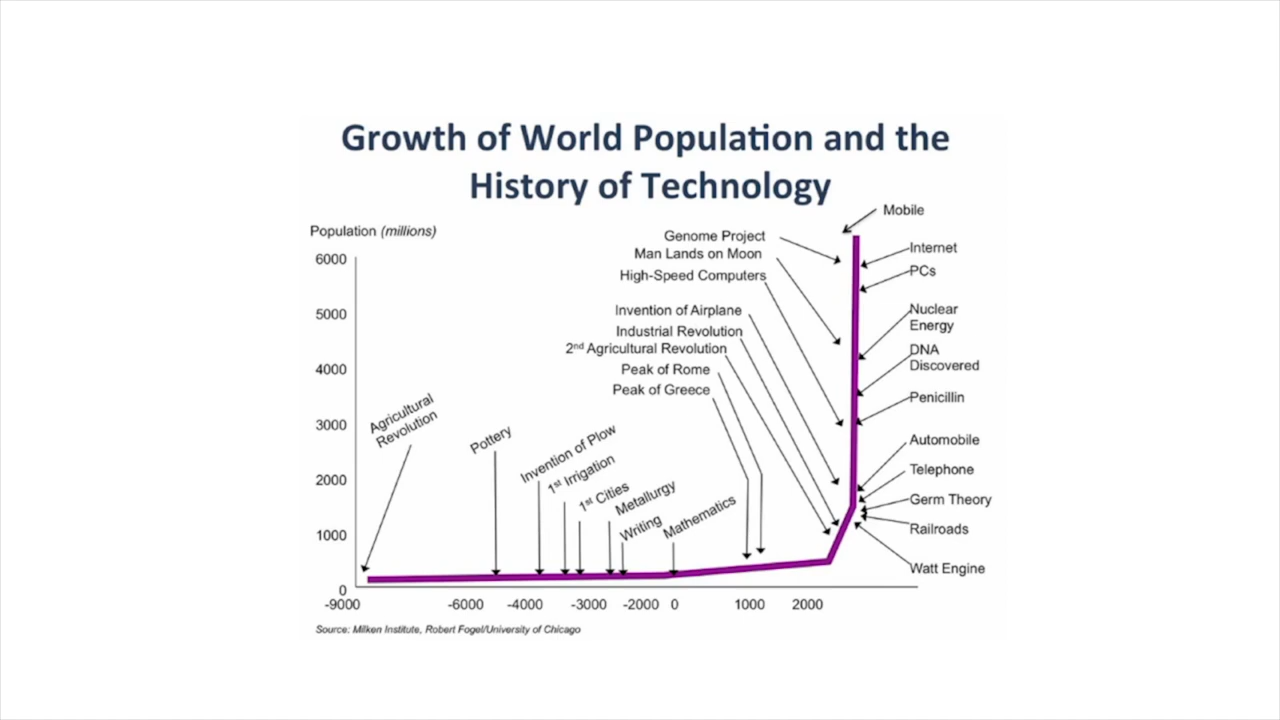 Growth of World Population and the
History of Technology
Population (millions)
6000
5000
4000
3000
2000
1000
0
-9000
-6000
-4000
-3000
-2000
0
1000
2000
Agricultural
Revolution
Pottery
Invention of Plow
1st Irrigation
1st Cities
Metallurgy
Writing
Mathematics
Genome Project
Man Lands on Moon
High-Speed Computers
Invention of Airplane
Industrial Revolution
2nd Agricultural Revolution
Peak of Rome
Peak of Greece
Mobile
Internet
PCs
Nuclear
Energy
DNA
Discovered
Penicillin
Automobile
Telephone
Germ Theory
Railroads
Watt Engine
Source: Milken Institute, Robert Fogel/University of Chicago